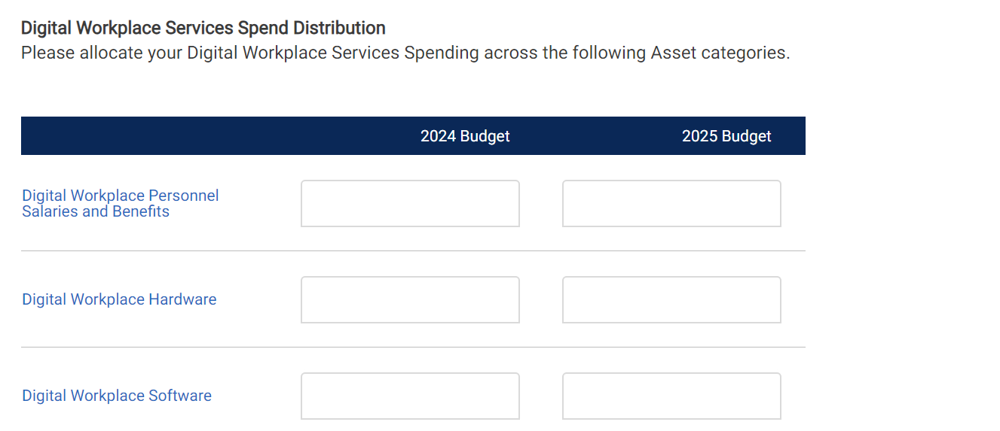 Digital Workplace Services Spend Distribution
Please allocate your Digital Workplace Services Spending across the following Asset categories.
2024 Budget 2025 Budget
Digital Workplace Personnel
Salaries and Benefits
Digital Workplace Hardware
Digital Workplace Software